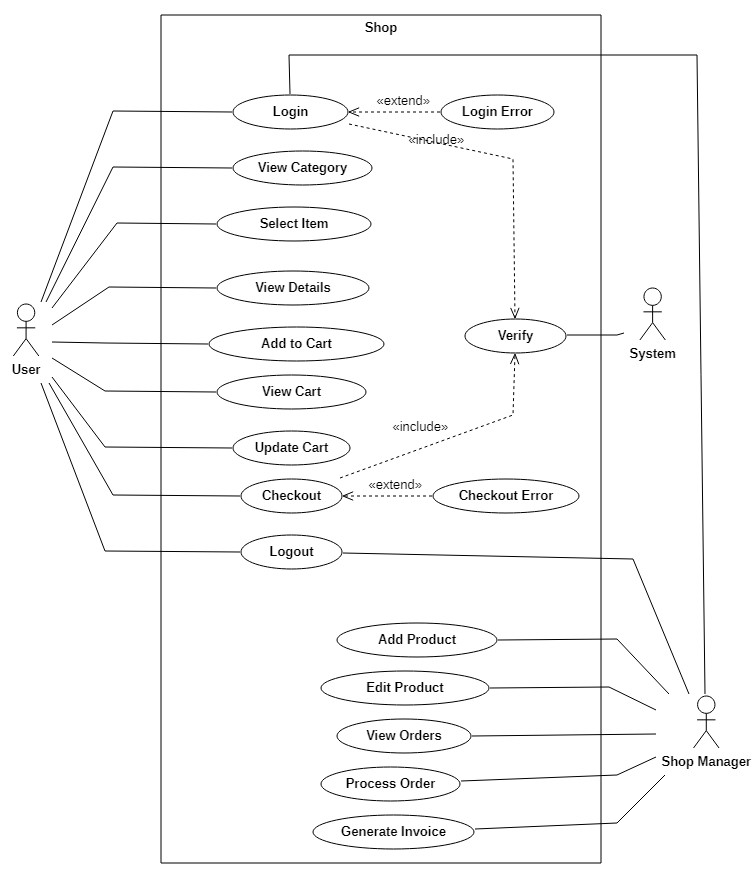 Shop
Login
«extend»
Login Error
«include»
View Category
Select Item
View Details
Add to Cart
Verify
System
User
View Cart
«include»
Update Cart
Checkout
«extend»
Checkout Error
Logout
Add Product
Edit Product
View Orders
Shop Manager
Process Order
Generate Invoice